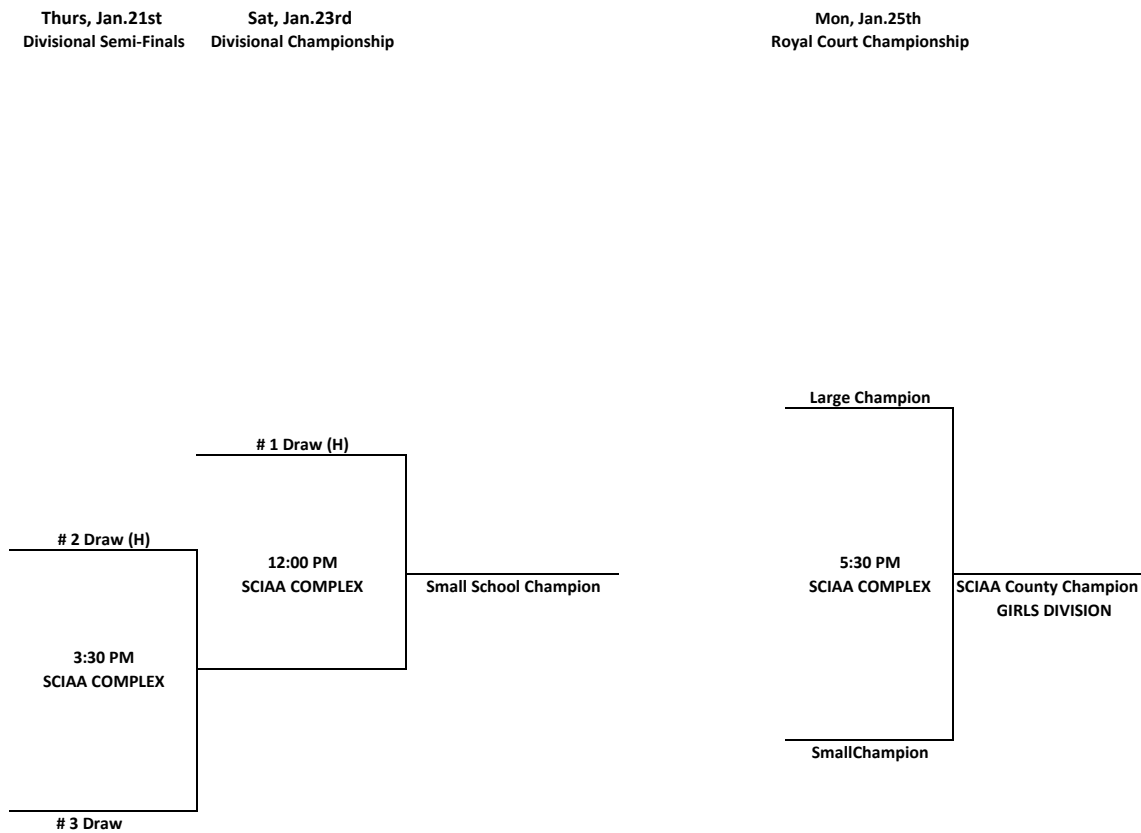 Thurs, Jan.21st
Divisional Semi-Finals
Sat, Jan.23rd
Divisional Championship
Mon, Jan.25th
Royal Court Championship
Large Champion
# 1 Draw (H)
# 2 Draw (H)
12:00 PM
SCIAA COMPLEX
Small School Champion
5:30 PM
SCIAA COMPLEX
SCIAA County Champion
GIRLS DIVISION
3:30 PM
SCIAA COMPLEX
SmallChampion
# 3 Draw